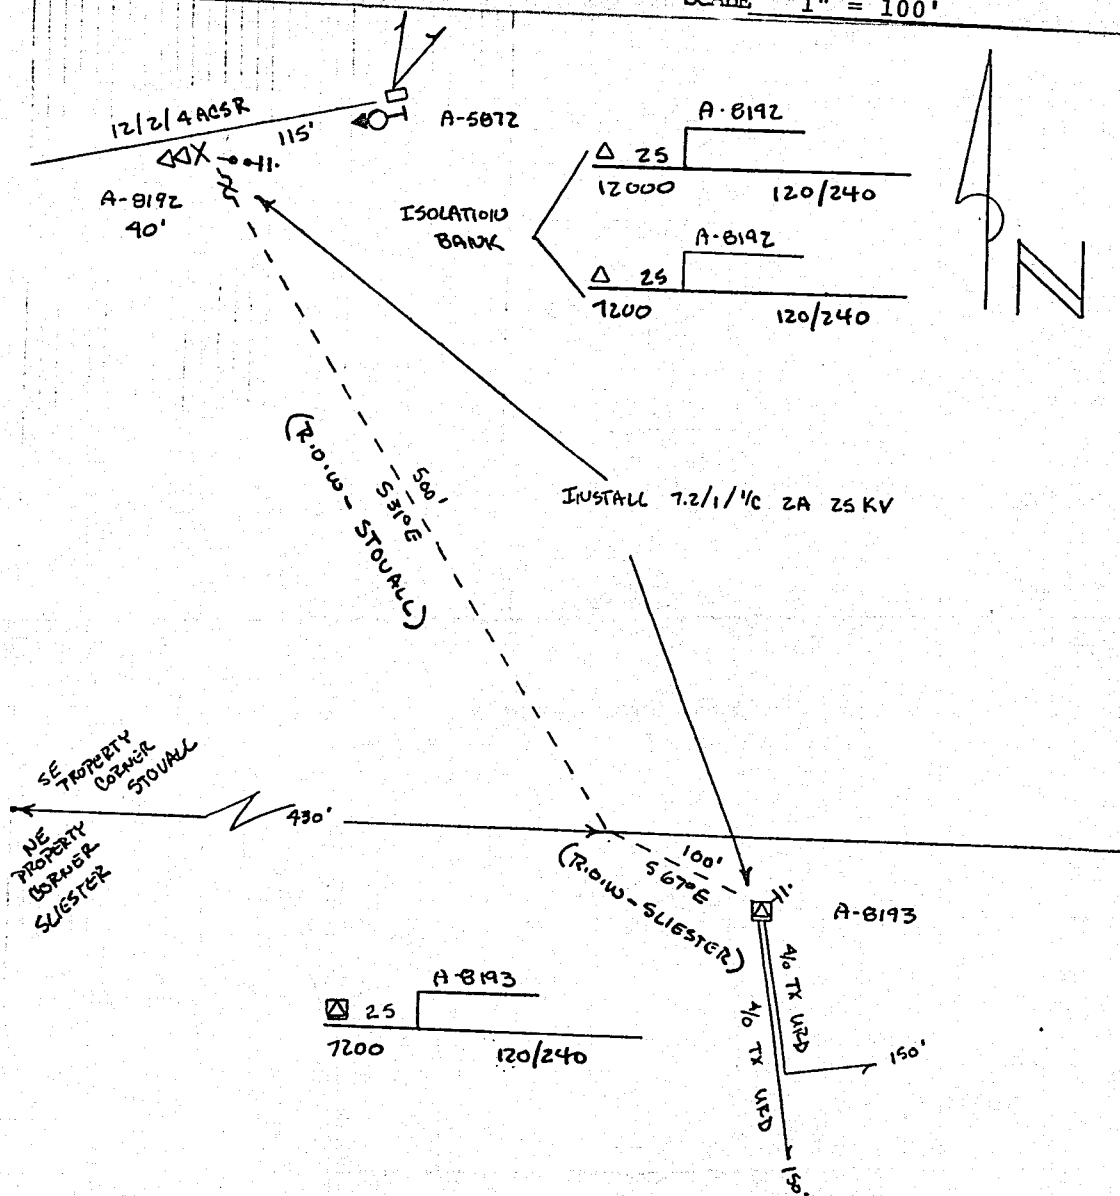 SCALE 1" = 100'
12/2/4 ACSR
115'
A-5872
A-8192
40'
ISOLATION
BANK
A-8192
25
12000 120/240
A-8192
25
7200 120/240
N
500'
S 31° E
(R.O.W - STOVALL)
INSTALL 7.2/1/1/C 2A 25 KV
SE
PROPERTY
CORNER
STOVALL
430'
NE
PROPERTY
CORNER
SLIESTER
100'
S 67° E
(R.O.W - SLIESTER)
A-8193
4/0 TX URD
4/0 TX URD
150'
150'
A-8193
25
7200 120/240